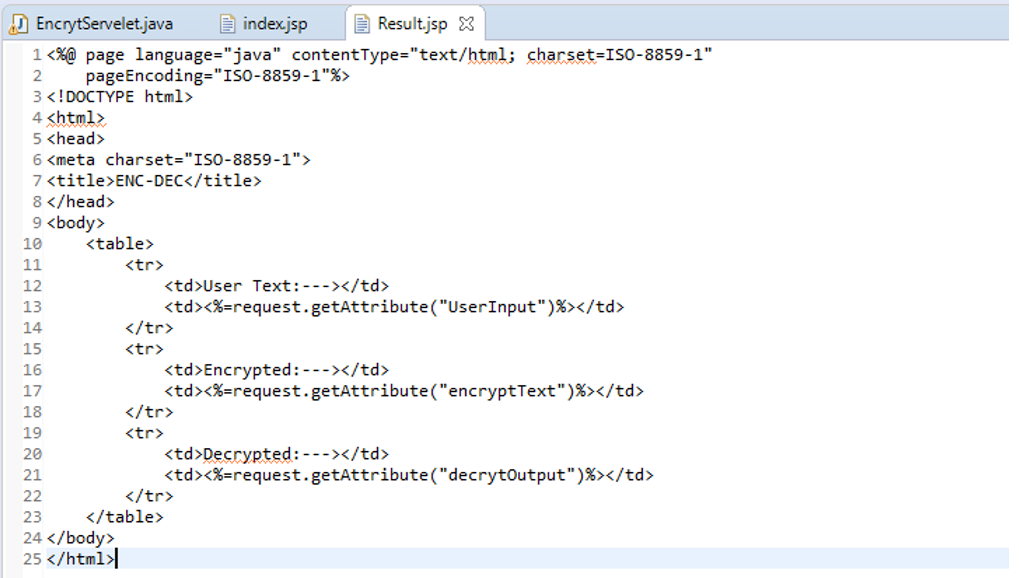 EncrytServelet.java index.jsp Result.jsp
1 <%@ page language="java" contentType="text/html; charset=ISO-8859-1"
2     pageEncoding="ISO-8859-1"%>
3 <!DOCTYPE html>
4 <html>
5 <head>
6 <meta charset="ISO-8859-1">
7 <title>ENC-DEC</title>
8 </head>
9 <body>
10     <table>
11         <tr>
12             <td>User Text:---></td>
13             <td><%=request.getAttribute("UserInput")%></td>
14         </tr>
15         <tr>
16             <td>Encrypted:---></td>
17             <td><%=request.getAttribute("encryptText")%></td>
18         </tr>
19         <tr>
20             <td>Decrypted:---></td>
21             <td><%=request.getAttribute("decrytOutput")%></td>
22         </tr>
23     </table>
24 </body>
25 </html>